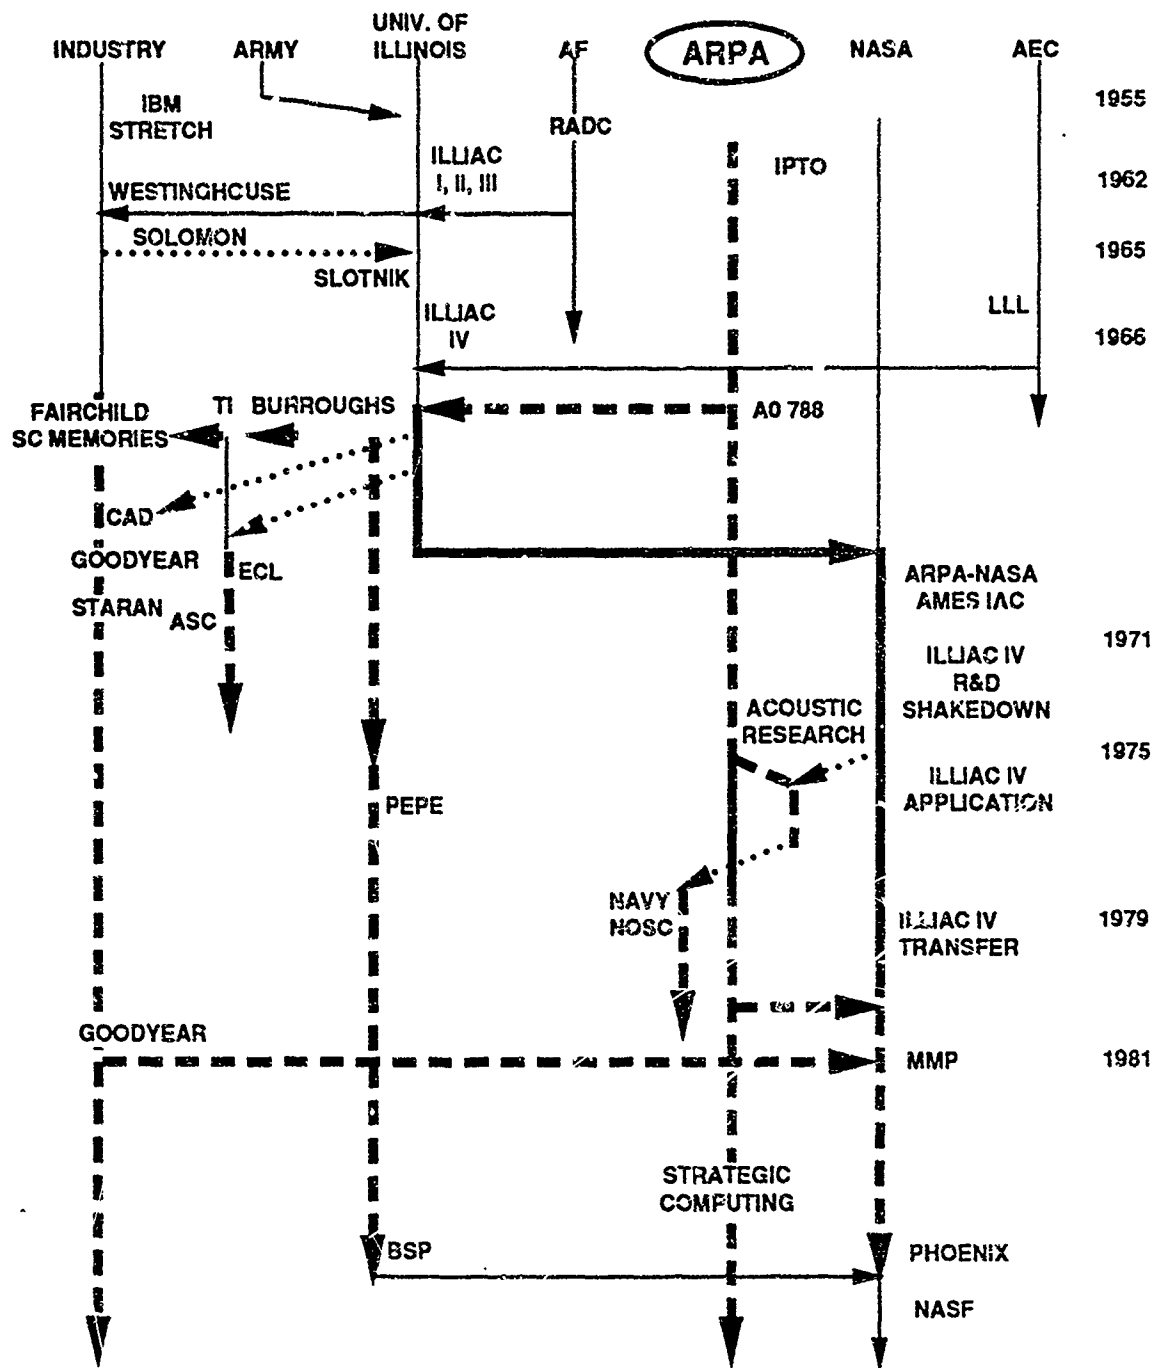 UNIV. OF
INDUSTRY ARMY ILLINOIS AF ARPA NASA AEC
1955
IBM
STRETCH
RADC
ILLIAC
I, II, III
IPTO
1962
WESTINGHCUSE
SOLOMON
1965
SLOTNIK
ILLIAC
IV
LLL
1966
FAIRCHILD
SC MEMORIES
TI BURROUGHS
A0 788
CAD
GOODYEAR
ECL
STARAN
ASC
ARPA-NASA
AMES IAC
1971
ILLIAC IV
R&D
SHAKEDOWN
ACOUSTIC
RESEARCH
1975
ILLIAC IV
APPLICATION
PEPE
NAVY
NOSC
ILLIAC IV
TRANSFER
1979
GOODYEAR
MMP
1981
STRATEGIC
COMPUTING
BSP
PHOENIX
NASF